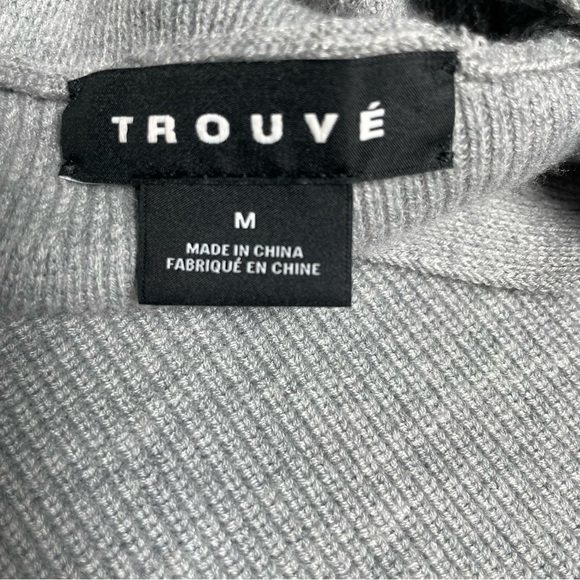 TROUVÉ
M
MADE IN CHINA
FABRIQUÉ EN CHINE